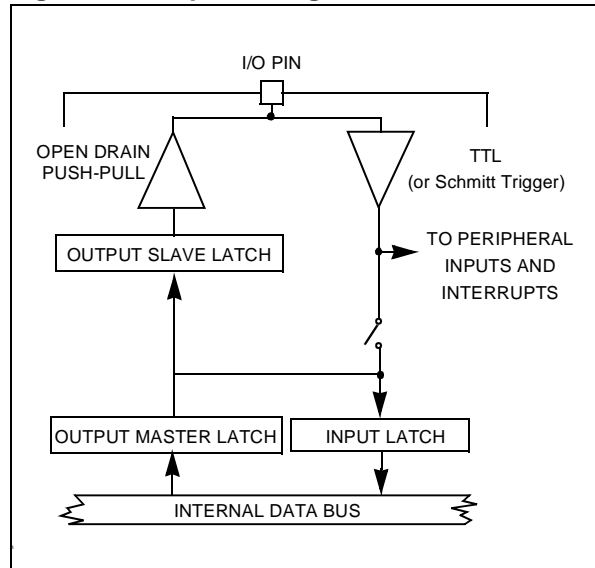 I/O PIN
OPEN DRAIN
PUSH-PULL
TTL
(or Schmitt Trigger)
OUTPUT SLAVE LATCH
TO PERIPHERAL
INPUTS AND
INTERRUPTS
OUTPUT MASTER LATCH
INPUT LATCH
INTERNAL DATA BUS